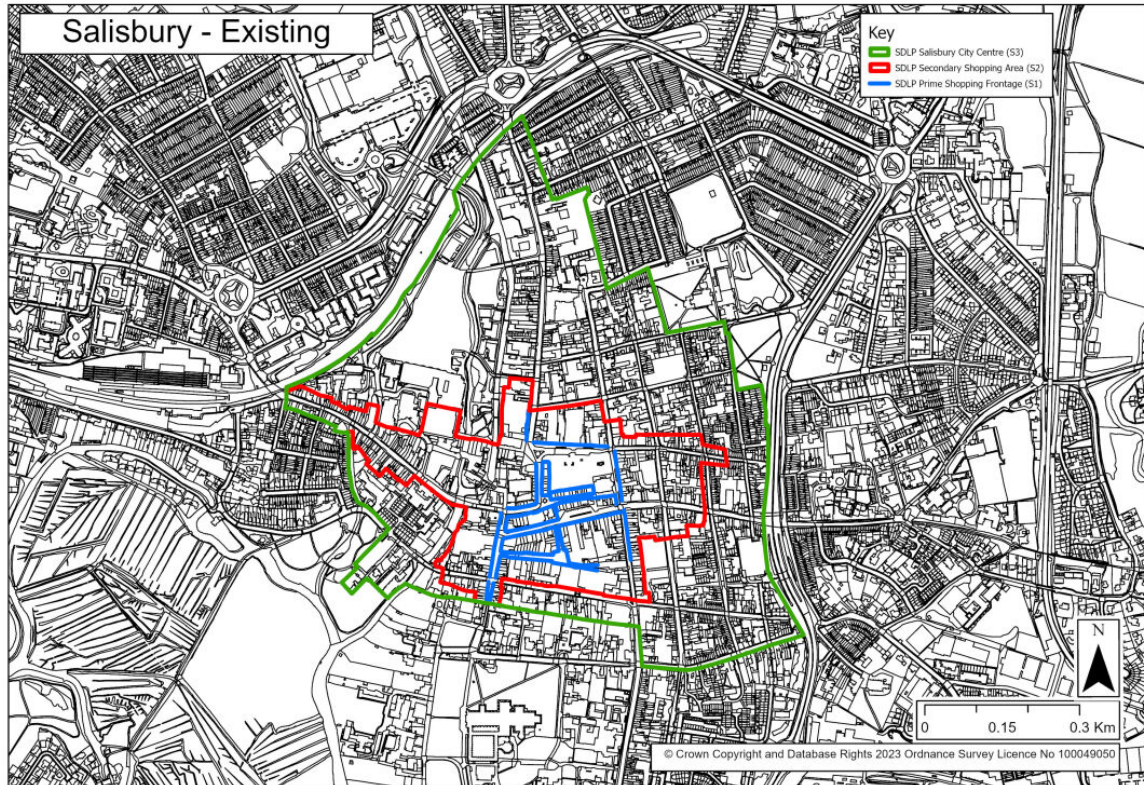 Salisbury - Existing
Key
SDLP Salisbury City Centre (S3)
SDLP Secondary Shopping Area (S2)
SDLP Prime Shopping Frontage (S1)
N
0 0.15 0.3 Km
© Crown Copyright and Database Rights 2023 Ordnance Survey Licence No 100049050